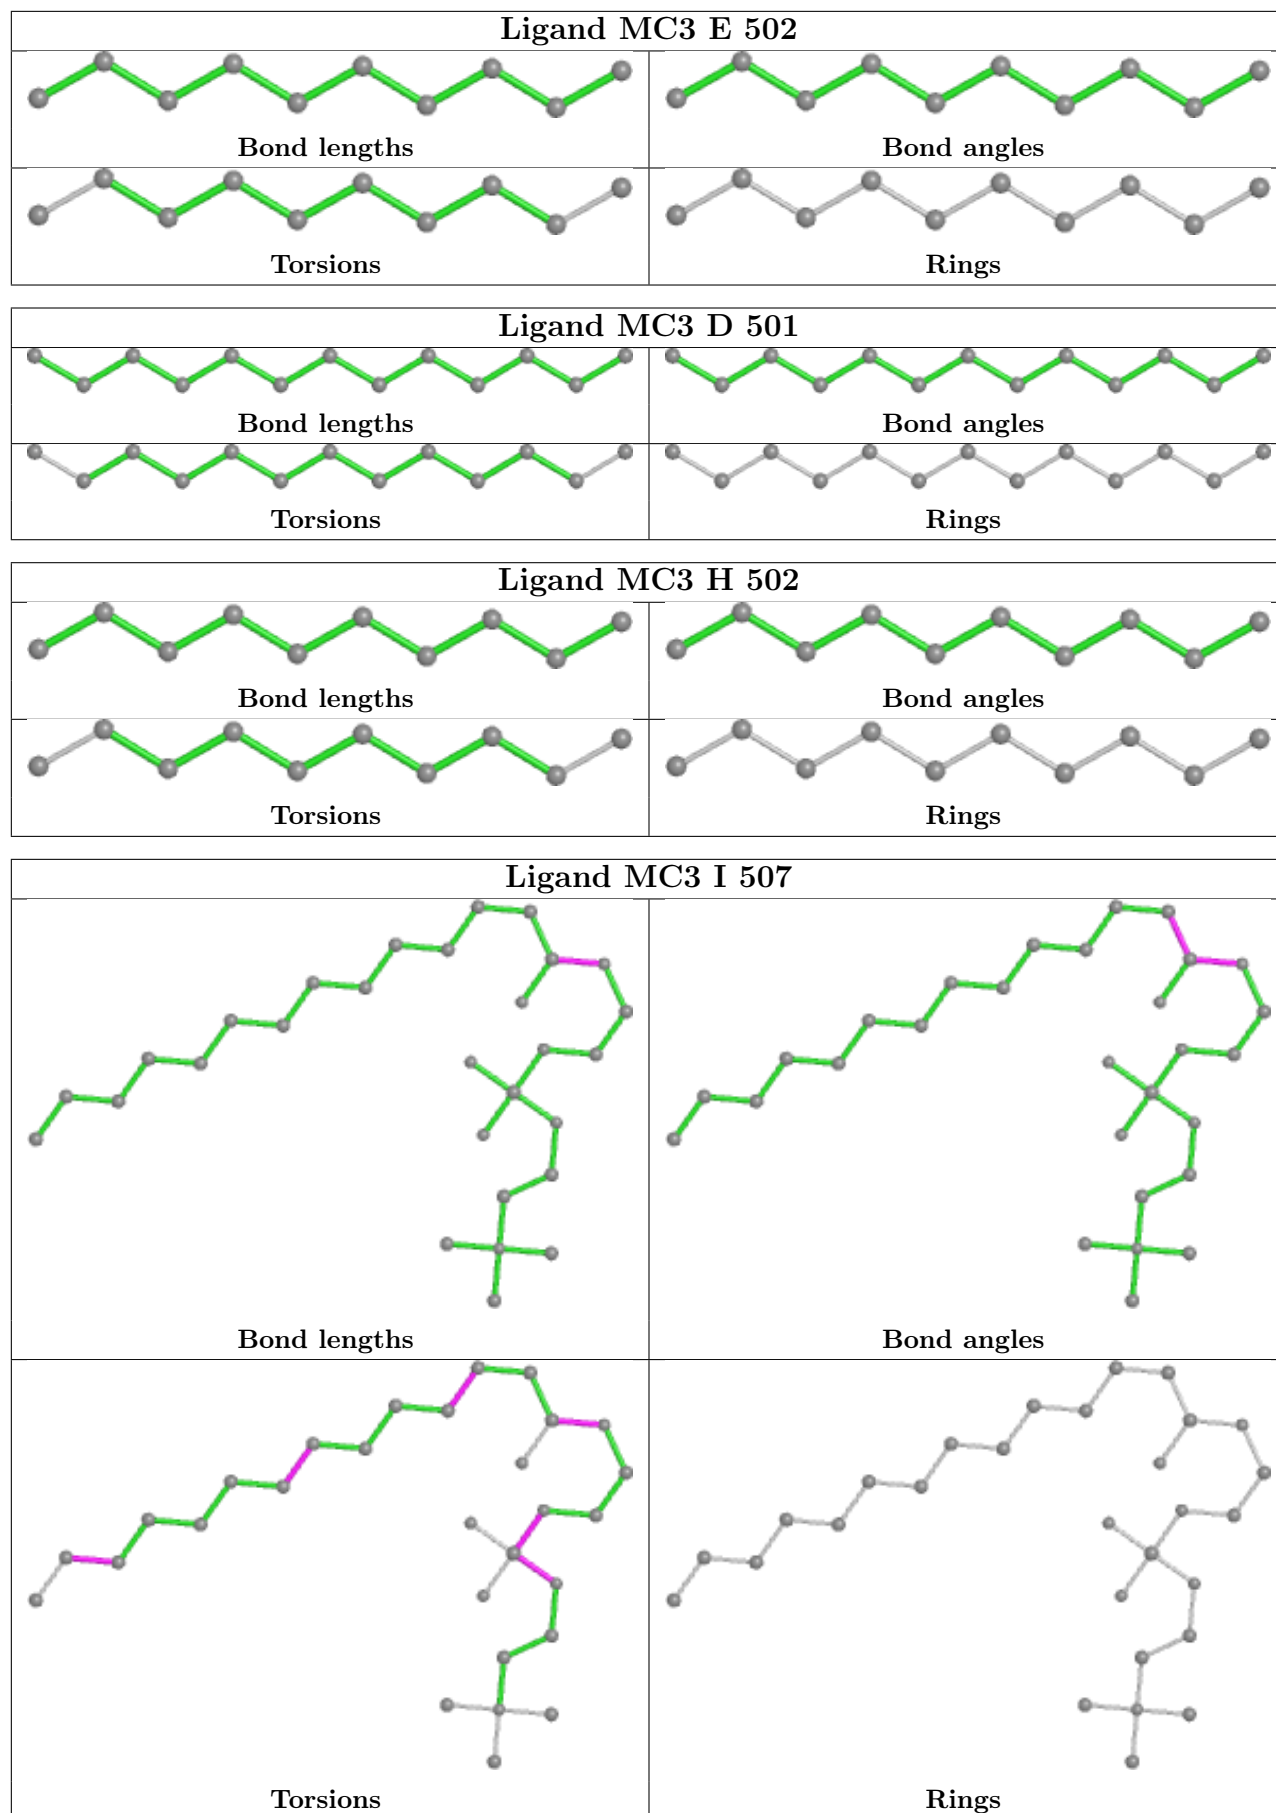 Ligand MC3 E 502
Bond lengths
Bond angles
Torsions
Rings
Ligand MC3 D 501
Bond lengths
Bond angles
Torsions
Rings
Ligand MC3 H 502
Bond lengths
Bond angles
Torsions
Rings
Ligand MC3 I 507
Bond lengths
Bond angles
Torsions
Rings